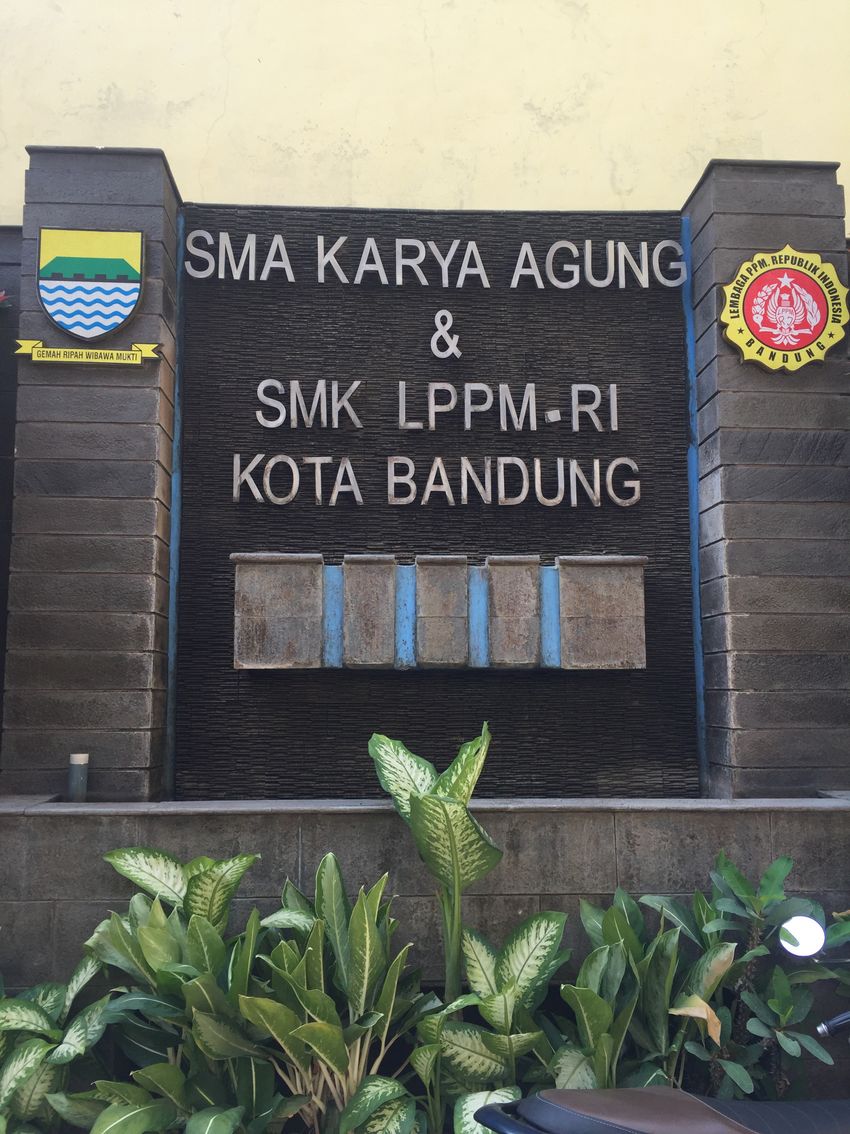 SMA KARYA AGUNG
&
SMK LPPM-RI
KOTA BANDUNG
GEMAH RIPAH WIBAWA MUKTI
LEMBAGA PPM. REPUBLIK INDONESIA
BANDUNG